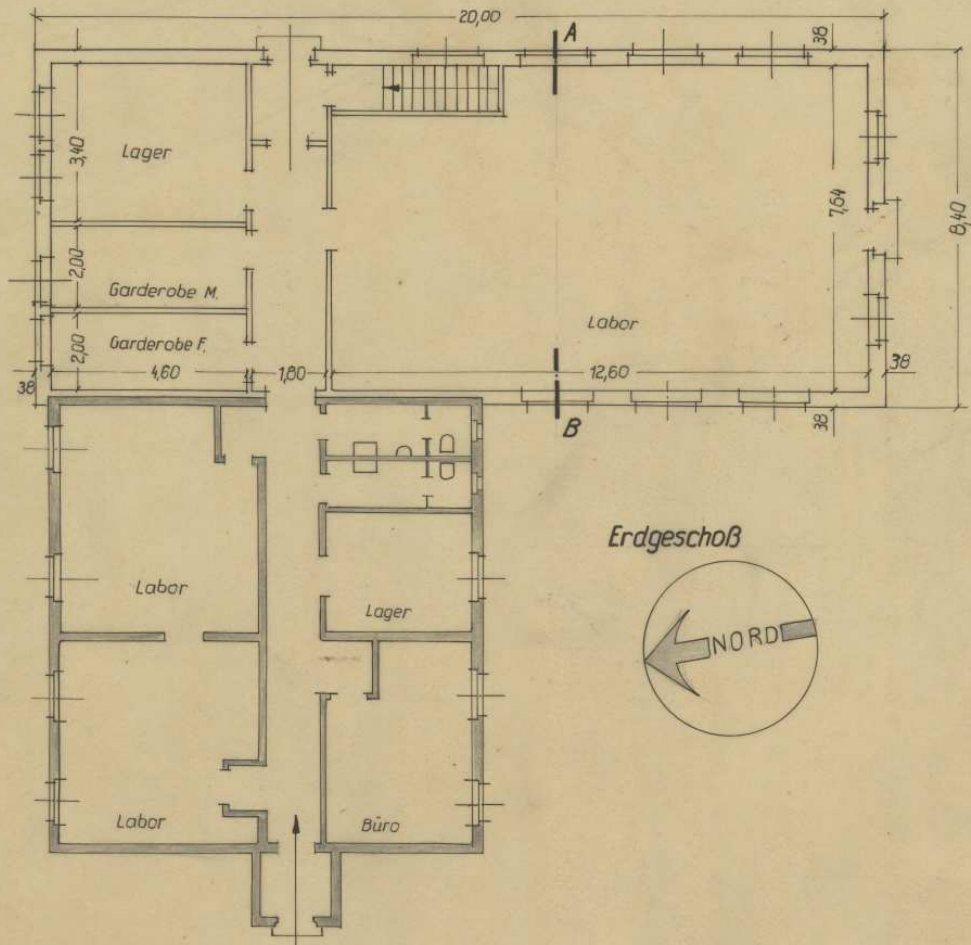 20,00
A
38
Lager
3,40
7,64
8,40
2,00
Garderobe M.
Labor
2,00
Garderobe F.
38
4,60
1,80
12,60
38
B
38
Erdgeschoß
NORD
Labor
Lager
Labor
Büro